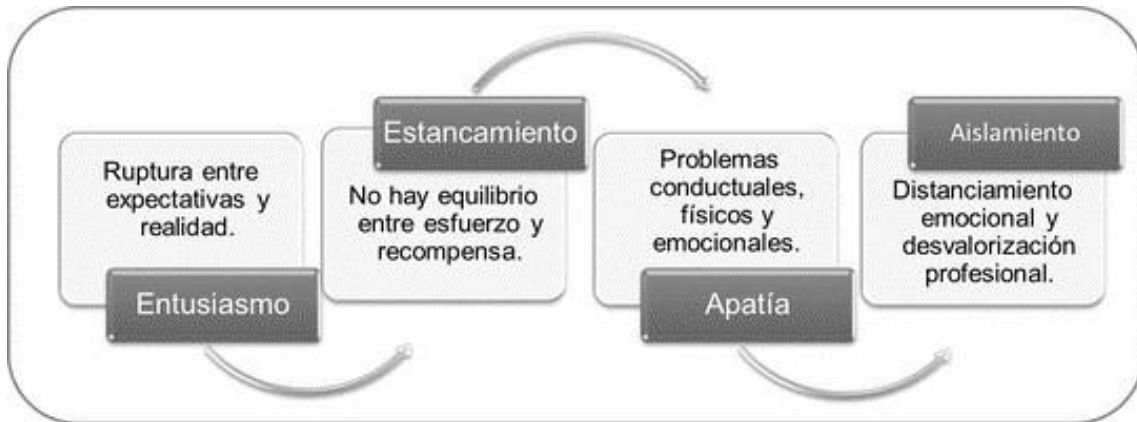 Ruptura entre
expectativas y
realidad.
Entusiasmo
Estancamiento
No hay equilibrio
entre esfuerzo y
recompensa.
Problemas
conductuales,
físicos y
emocionales.
Apatía
Aislamiento
Distanciamiento
emocional y
desvalorización
profesional.